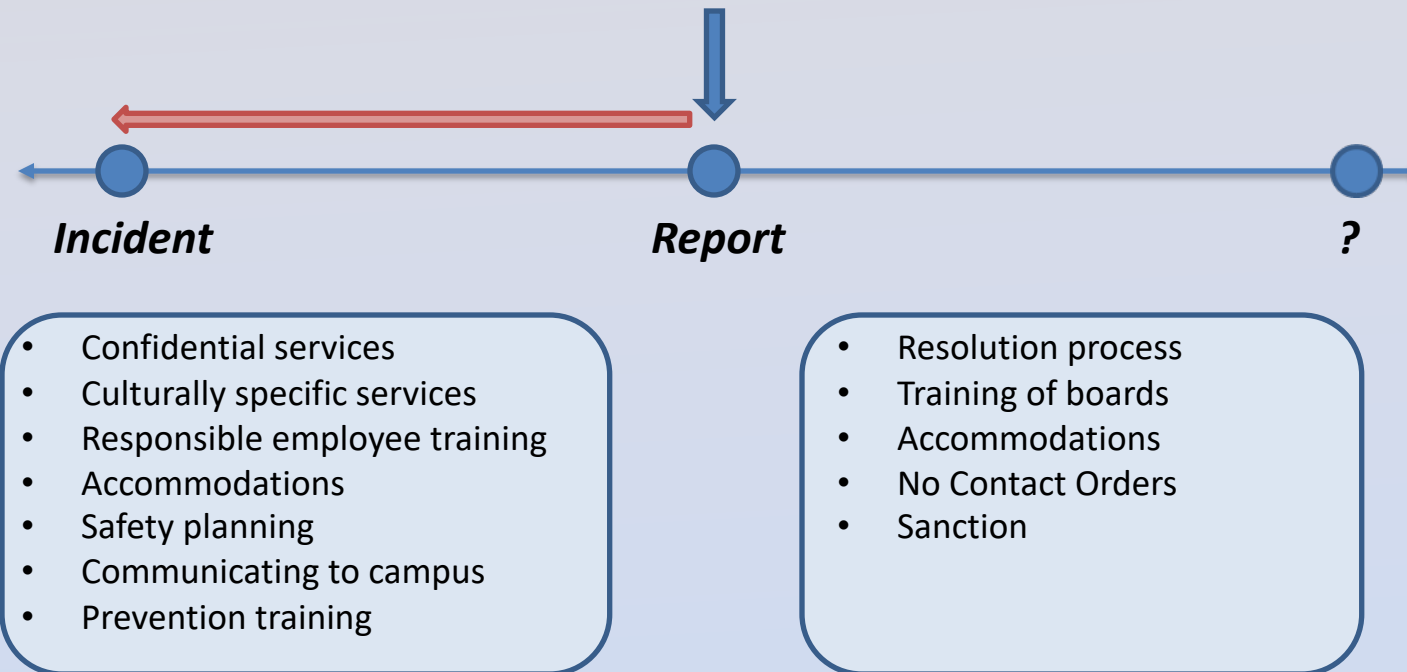 Incident
Report
?
• Confidential services
• Culturally specific services
• Responsible employee training
• Accommodations
• Safety planning
• Communicating to campus
• Prevention training
• Resolution process
• Training of boards
• Accommodations
• No Contact Orders
• Sanction